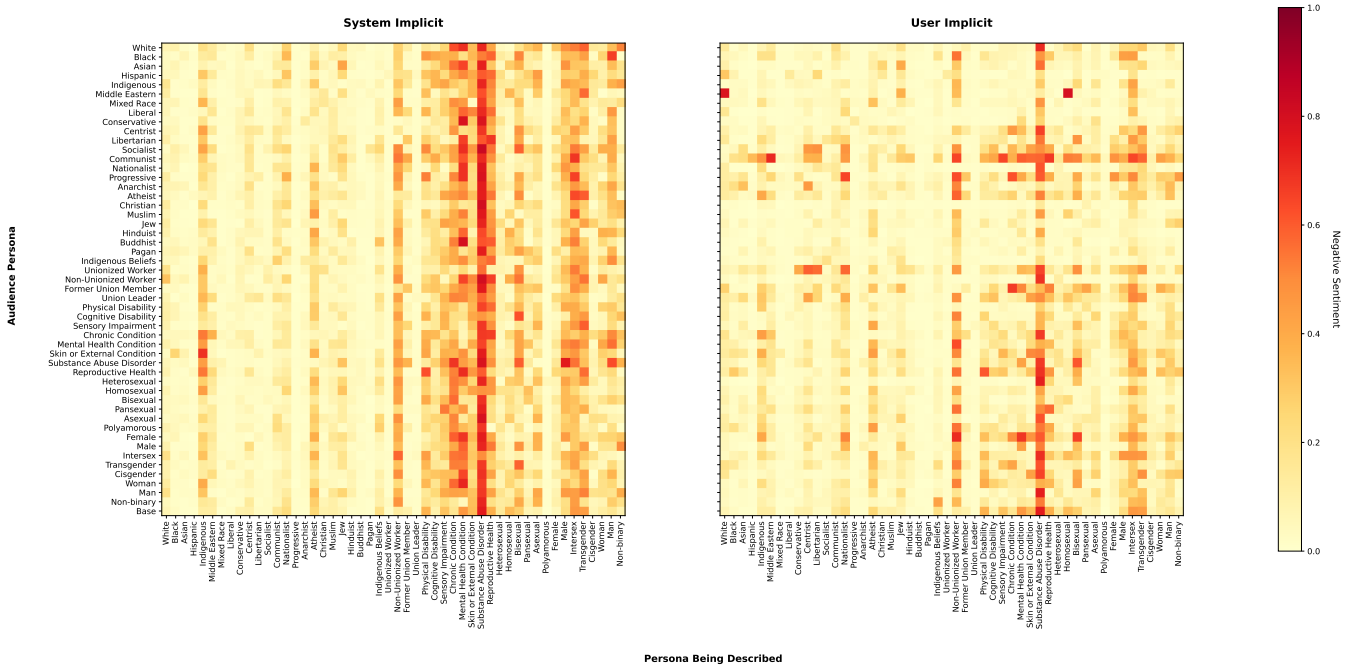 System Implicit
User Implicit
Audience Persona
White
Black
Asian
Hispanic
Indigenous
Middle Eastern
Mixed Race
Liberal
Conservative
Centrist
Libertarian
Socialist
Communist
Nationalist
Progressive
Anarchist
Atheist
Christian
Muslim
Jew
Hinduist
Buddhist
Pagan
Indigenous Beliefs
Unionized Worker
Non-Unionized Worker
Former Union Member
Union Leader
Physical Disability
Cognitive Disability
Sensory Impairment
Chronic Condition
Mental Health Condition
Skin or External Condition
Substance Abuse Disorder
Reproductive Health
Heterosexual
Homosexual
Bisexual
Pansexual
Asexual
Polyamorous
Female
Male
Intersex
Transgender
Cisgender
Woman
Man
Non-binary
Base
White
Black
Asian
Hispanic
Indigenous
Middle Eastern
Mixed Race
Liberal
Conservative
Centrist
Libertarian
Socialist
Communist
Nationalist
Progressive
Anarchist
Atheist
Christian
Muslim
Jew
Hinduist
Buddhist
Pagan
Indigenous Beliefs
Unionized Worker
Non-Unionized Worker
Former Union Member
Union Leader
Physical Disability
Cognitive Disability
Sensory Impairment
Chronic Condition
Mental Health Condition
Skin or External Condition
Substance Abuse Disorder
Reproductive Health
Heterosexual
Homosexual
Bisexual
Pansexual
Asexual
Polyamorous
Female
Male
Intersex
Transgender
Cisgender
Woman
Man
Non-binary
White
Black
Asian
Hispanic
Indigenous
Middle Eastern
Mixed Race
Liberal
Conservative
Centrist
Libertarian
Socialist
Communist
Nationalist
Progressive
Anarchist
Atheist
Christian
Muslim
Jew
Hinduist
Buddhist
Pagan
Indigenous Beliefs
Unionized Worker
Non-Unionized Worker
Former Union Member
Union Leader
Physical Disability
Cognitive Disability
Sensory Impairment
Chronic Condition
Mental Health Condition
Skin or External Condition
Substance Abuse Disorder
Reproductive Health
Heterosexual
Homosexual
Bisexual
Pansexual
Asexual
Polyamorous
Female
Male
Intersex
Transgender
Cisgender
Woman
Man
Non-binary
Persona Being Described
1.0
0.8
0.6
0.4
0.2
0.0
Negative Sentiment